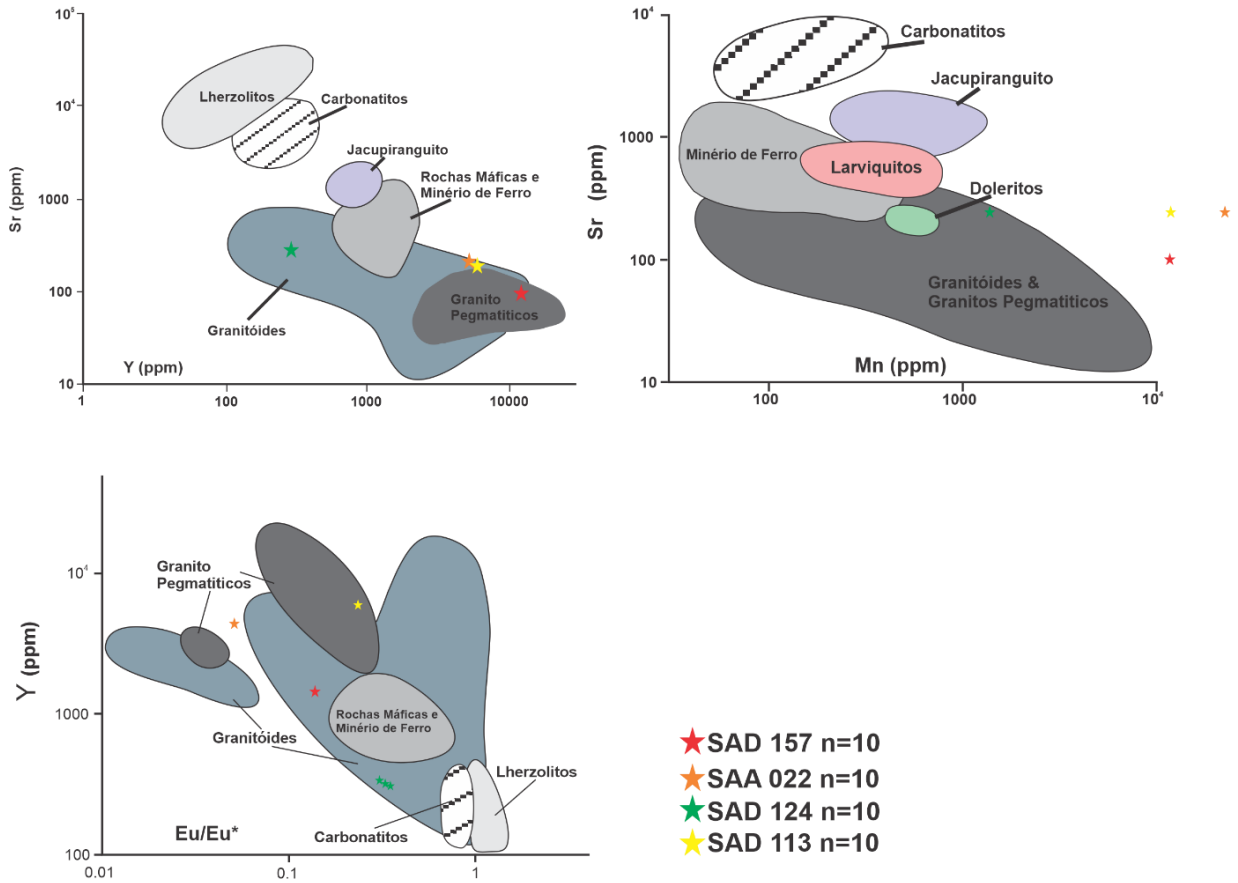 10⁵
Lherzolitos
Carbonatitos
10⁴
Jacupiranguito
Rochas Máficas e
Minério de Ferro
1000
Sr (ppm)
100
Granito
Pegmatíticos
Granitóides
Y (ppm)
10
1
100
1000
10000
10⁴
Carbonatitos
Jacupiranguito
1000
Minério de Ferro
Larviquitos
Doleritos
Sr (ppm)
100
Granitóides &
Granitos Pegmatiticos
Mn (ppm)
10
100
1000
10⁴
Granito
Pegmatíticos
10⁴
Y (ppm)
1000
Rochas Máficas e
Minério de Ferro
Granitóides
Lherzolitos
Carbonatitos
Eu/Eu*
100
0.01
0.1
1
SAD 157 n=10
SAA 022 n=10
SAD 124 n=10
SAD 113 n=10